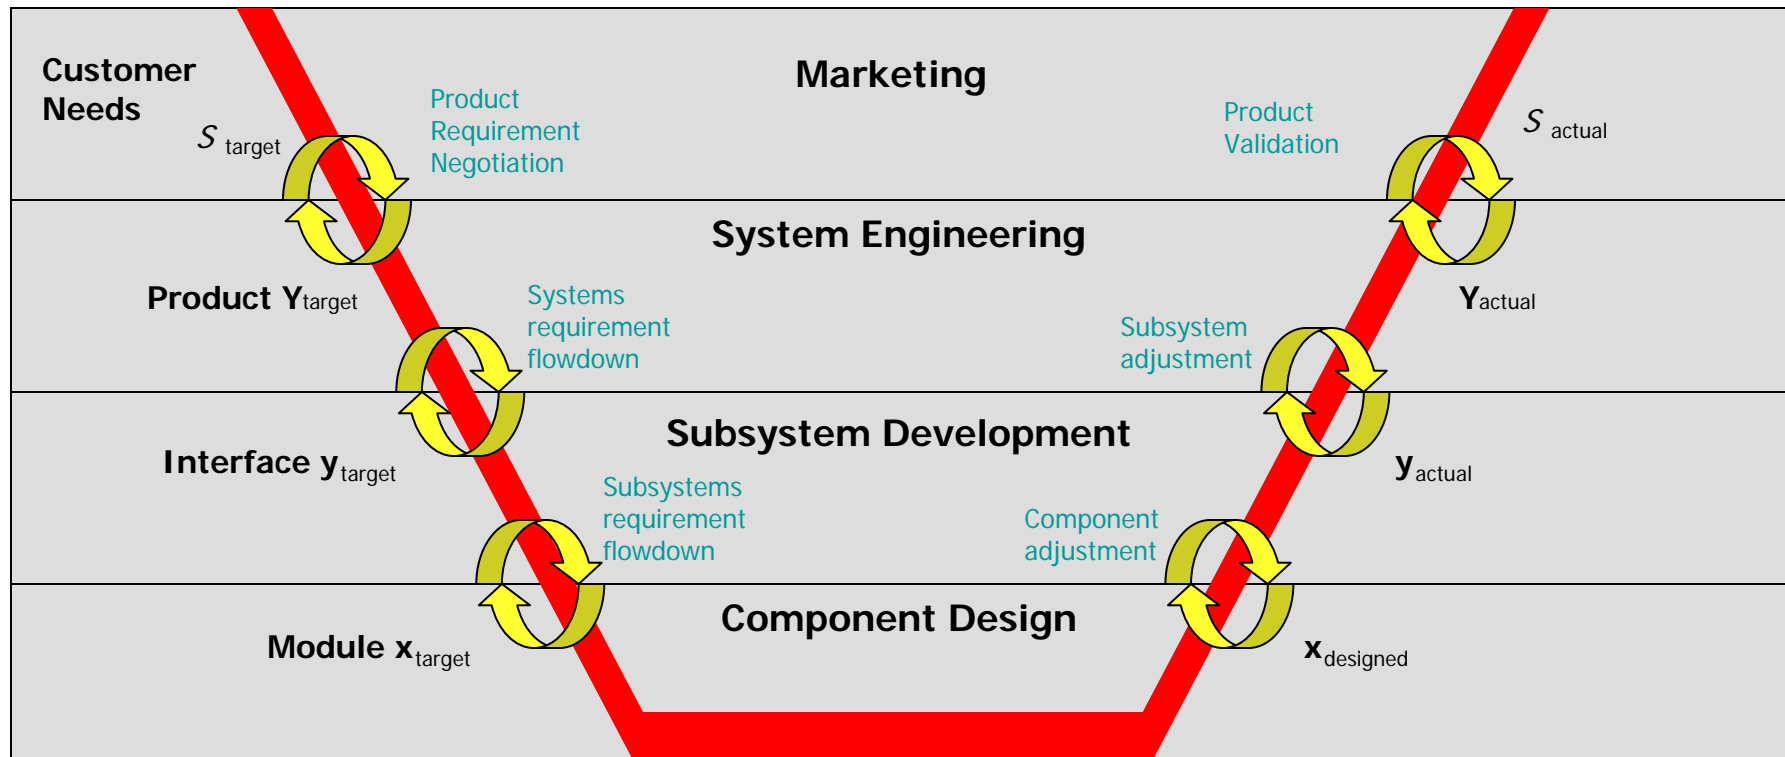 Customer
Needs
Marketing
S target
Product
Requirement
Negotiation
Product
Validation
S actual
System Engineering
Product Ytarget
Systems
requirement
flowdown
Subsystem
adjustment
Yactual
Subsystem Development
Interface ytarget
Subsystems
requirement
flowdown
Component
adjustment
yactual
Component Design
Module xtarget
xdesigned